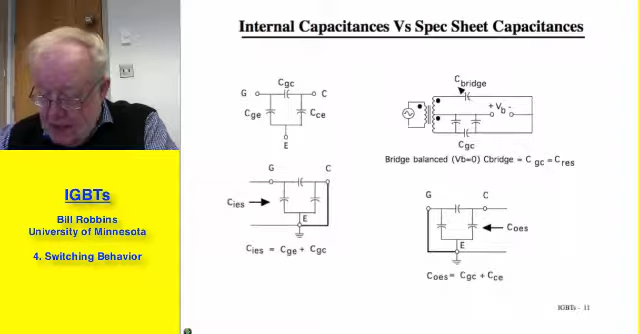 Internal Capacitances Vs Spec Sheet Capacitances
Cgc
G
C
Cge
Cce
E
Cbridge
+ Vb -
Cgc
Bridge balanced (Vb=0) Cbridge = C gc = Cres
G
C
Cies
E
Cies = Cge + Cgc
G
C
Coes
E
Coes = Cgc + Cce
IGBTs
Bill Robbins
University of Minnesota
4. Switching Behavior
IGBTs - 11